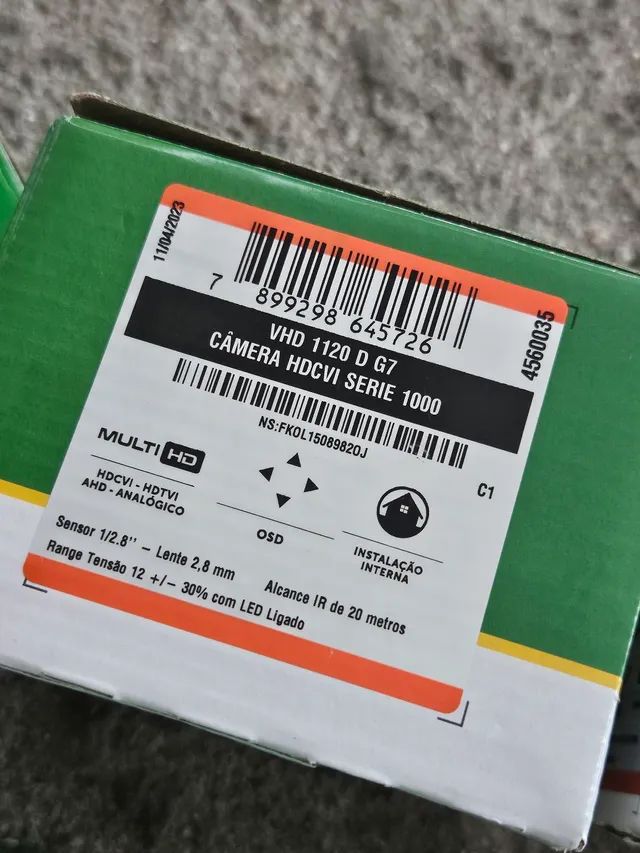 11/04/2023
7 899298 645726
4560035
VHD 1120 D G7
CÂMERA HDCVI SERIE 1000
NS:FKOL1508982OJ
C1
MULTI HD
HDCVI - HDTVI
AHD - ANALÓGICO
OSD
INSTALAÇÃO
INTERNA
Sensor 1/2.8'' – Lente 2,8 mm
Alcance IR de 20 metros
Range Tensão 12 +/– 30% com LED Ligado